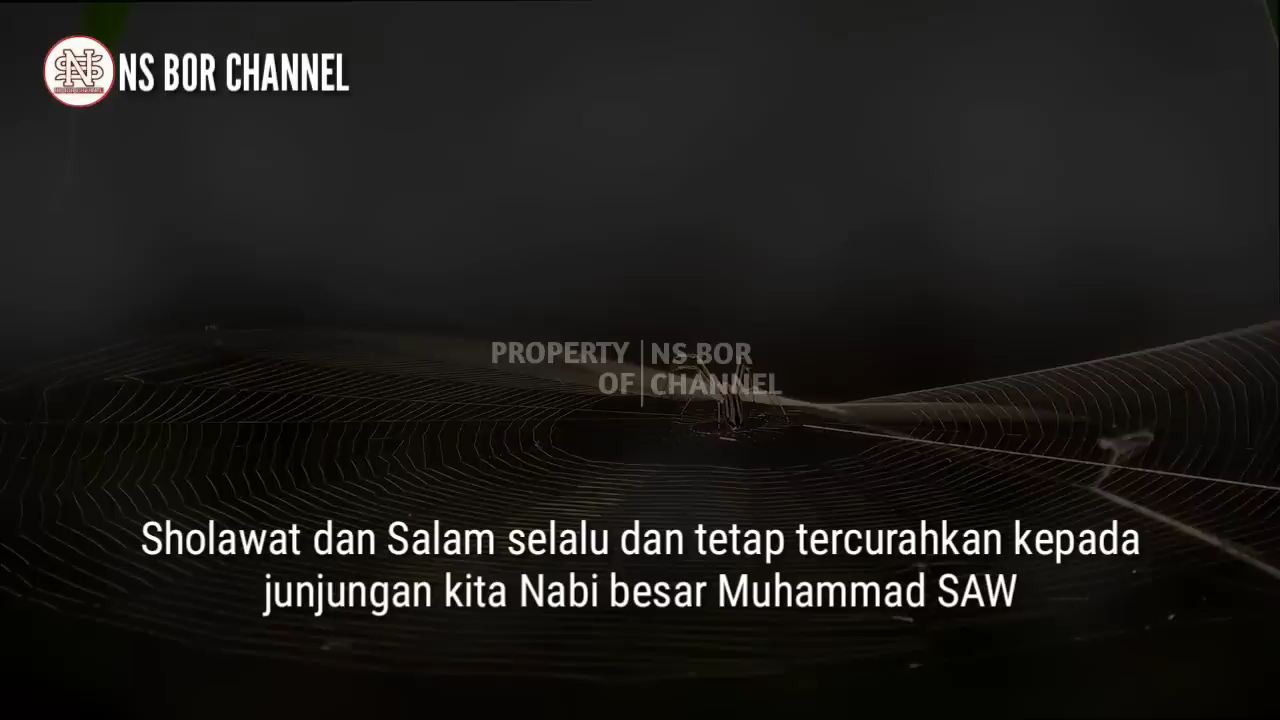 NS BOR CHANNEL
PROPERTY OF
NS BOR CHANNEL
Sholawat dan Salam selalu dan tetap tercurahkan kepada
junjungan kita Nabi besar Muhammad SAW